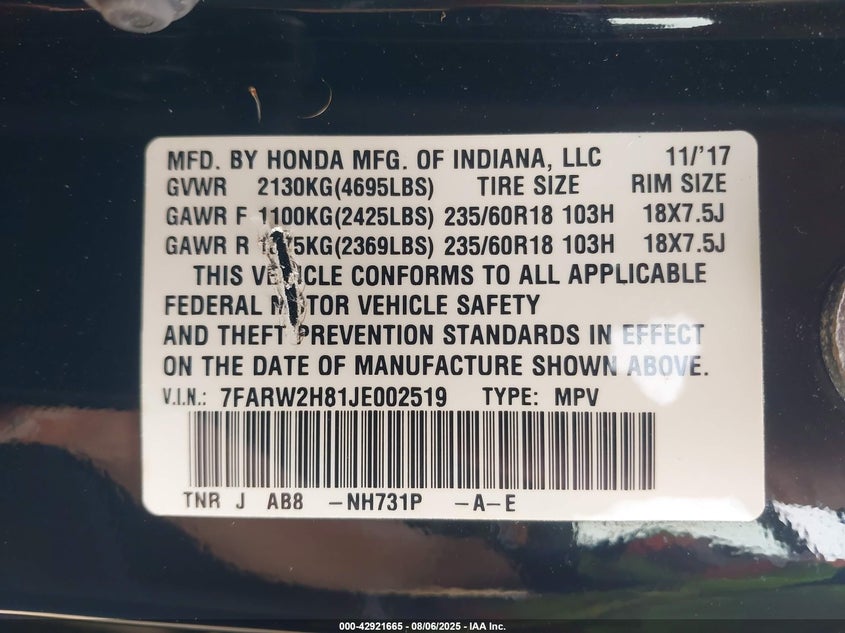 MFD. BY HONDA MFG. OF INDIANA, LLC 11/'17
GVWR 2130KG(4695LBS) TIRE SIZE RIM SIZE
GAWR F 1100KG(2425LBS) 235/60R18 103H 18X7.5J
GAWR R 75KG(2369LBS) 235/60R18 103H 18X7.5J
THIS VEHICLE CONFORMS TO ALL APPLICABLE
FEDERAL MOTOR VEHICLE SAFETY
AND THEFT PREVENTION STANDARDS IN EFFECT
ON THE DATE OF MANUFACTURE SHOWN ABOVE.
V.I.N.: 7FARW2H81JE002519 TYPE: MPV
TNR J AB8 -NH731P -A-E
000-42921665 - 08/06/2025 - IAA Inc.